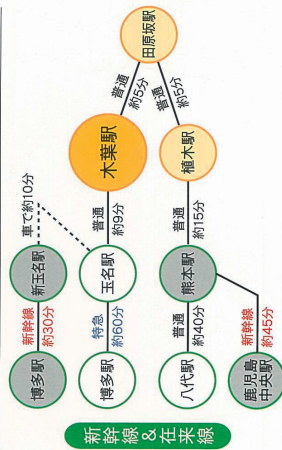 新幹線&在来線
博多駅
新幹線
約30分
新玉名駅
車で約10分
博多駅
特急
約60分
玉名駅
普通
約9分
木葉駅
普通
約5分
田原坂駅
普通
約5分
植木駅
普通
約15分
熊本駅
普通
約40分
八代駅
新幹線
約45分
鹿児島
中央駅